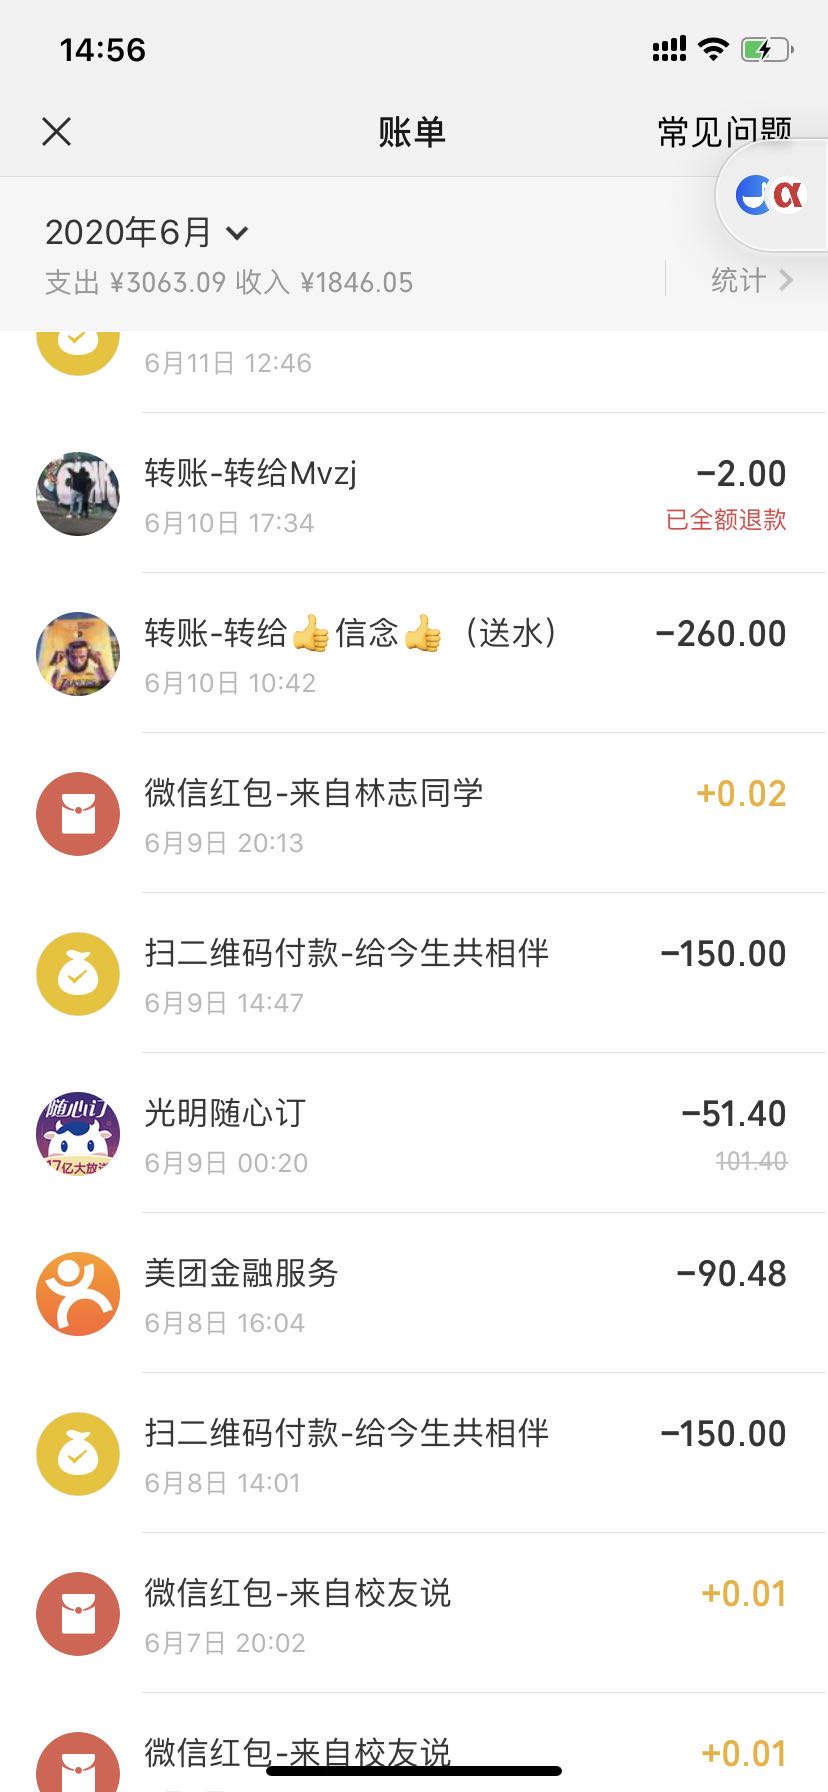 14:56
账单
常见问题
2020年6月
支出 ¥3063.09 收入 ¥1846.05
统计
6月11日 12:46
转账-转给Mvzj
-2.00
6月10日 17:34
已全额退款
转账-转给👍信念👍（送水）
-260.00
6月10日 10:42
微信红包-来自林志同学
+0.02
6月9日 20:13
扫二维码付款-给今生共相伴
-150.00
6月9日 14:47
随心订
17亿大放送
光明随心订
-51.40
6月9日 00:20
101.40
美团金融服务
-90.48
6月8日 16:04
扫二维码付款-给今生共相伴
-150.00
6月8日 14:01
微信红包-来自校友说
+0.01
6月7日 20:02
微信红包-来自校友说
+0.01